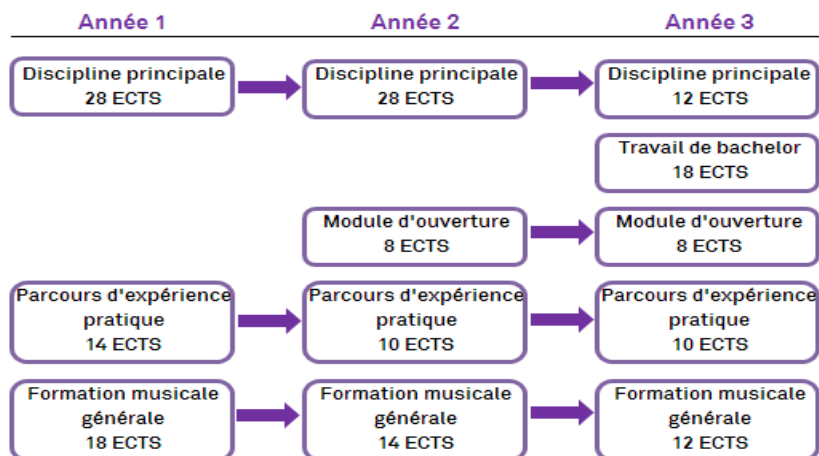 Année 1
Année 2
Année 3
Discipline principale
28 ECTS
Discipline principale
28 ECTS
Discipline principale
12 ECTS
Travail de bachelor
18 ECTS
Module d'ouverture
8 ECTS
Module d'ouverture
8 ECTS
Parcours d'expérience
pratique
14 ECTS
Parcours d'expérience
pratique
10 ECTS
Parcours d'expérience
pratique
10 ECTS
Formation musicale
générale
18 ECTS
Formation musicale
générale
14 ECTS
Formation musicale
générale
12 ECTS